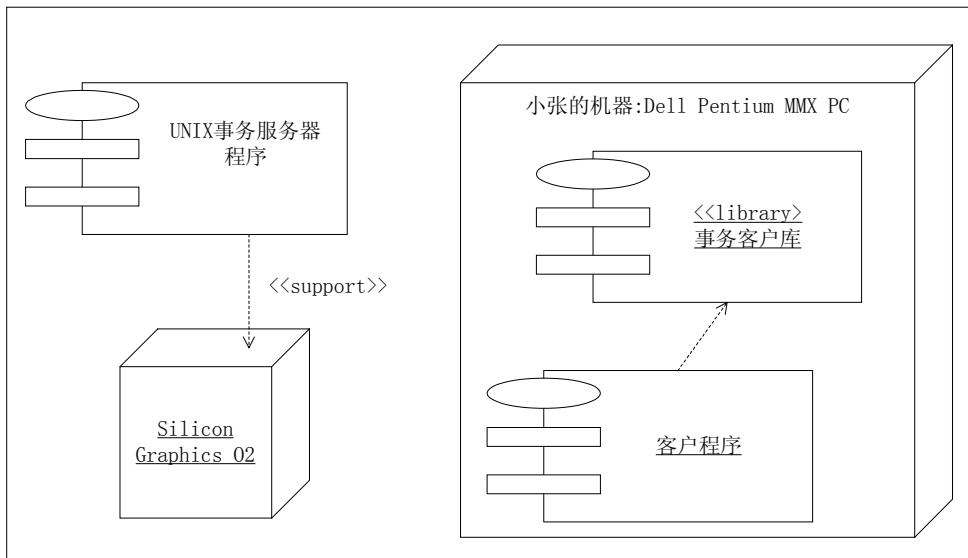 UNIX事务服务器
程序
<<support>>
Silicon
Graphics O2
小张的机器:Dell Pentium MMX PC
<<library>
事务客户库
客户程序